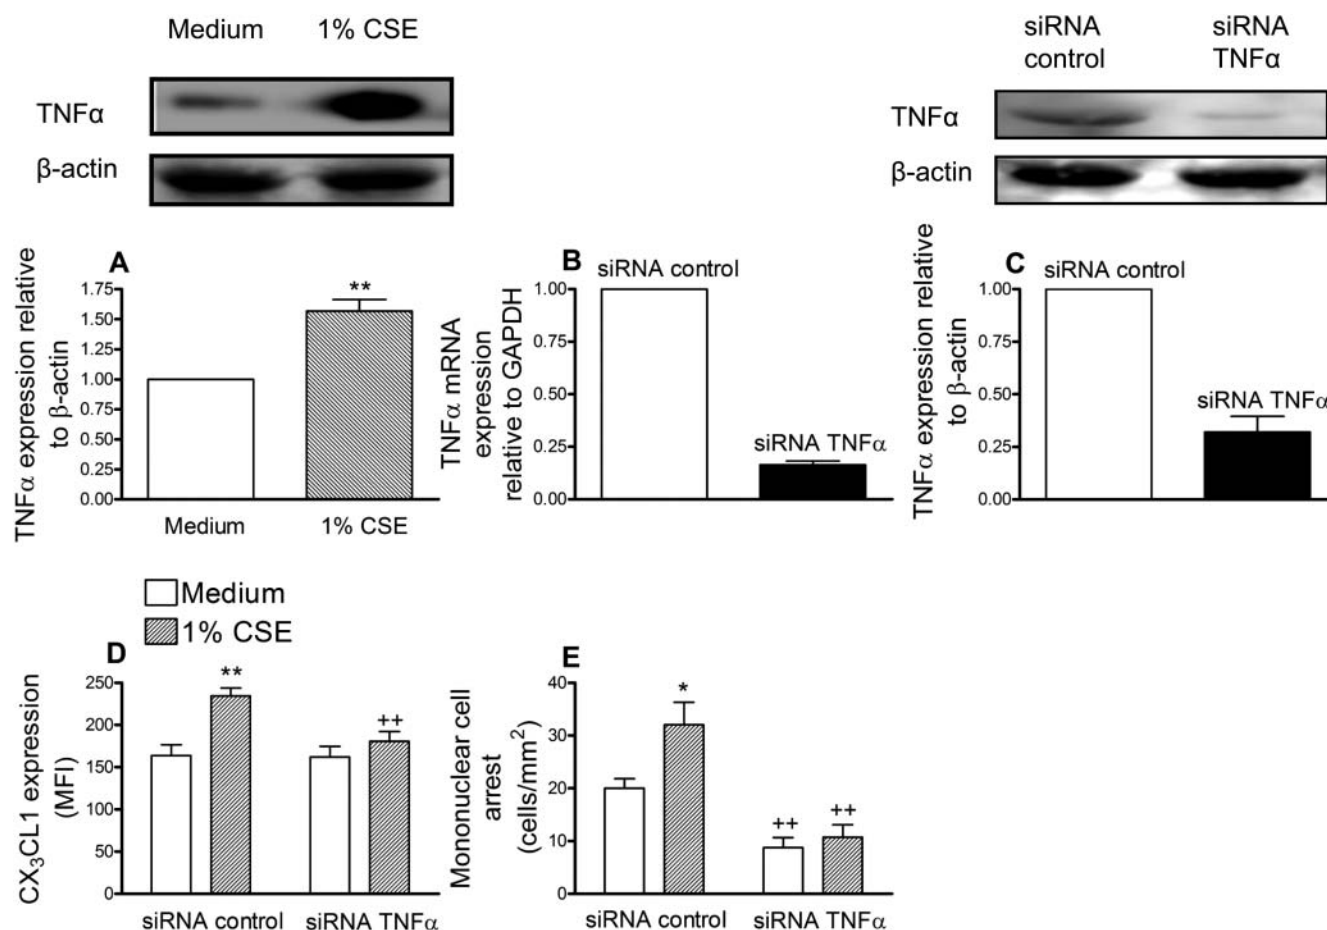 Medium 1% CSE
TNFα
β-actin
siRNA control
siRNA TNFα
TNFα
β-actin
A
TNFα expression relative
to β-actin
1.75
1.50
1.25
1.00
0.75
0.50
0.25
0.00
**
Medium 1% CSE
B
TNFα mRNA
expression
relative to GAPDH
1.00
0.75
0.50
0.25
0.00
siRNA control
siRNA TNFα
C
TNFα expression relative
to β-actin
1.00
0.75
0.50
0.25
0.00
siRNA control
siRNA TNFα
Medium
1% CSE
D
CX3CL1 expression
(MFI)
250
200
150
100
50
0
**
++
siRNA control siRNA TNFα
E
Mononuclear cell
arrest
(cells/mm²)
40
30
20
10
0
*
++
++
siRNA control siRNA TNFα